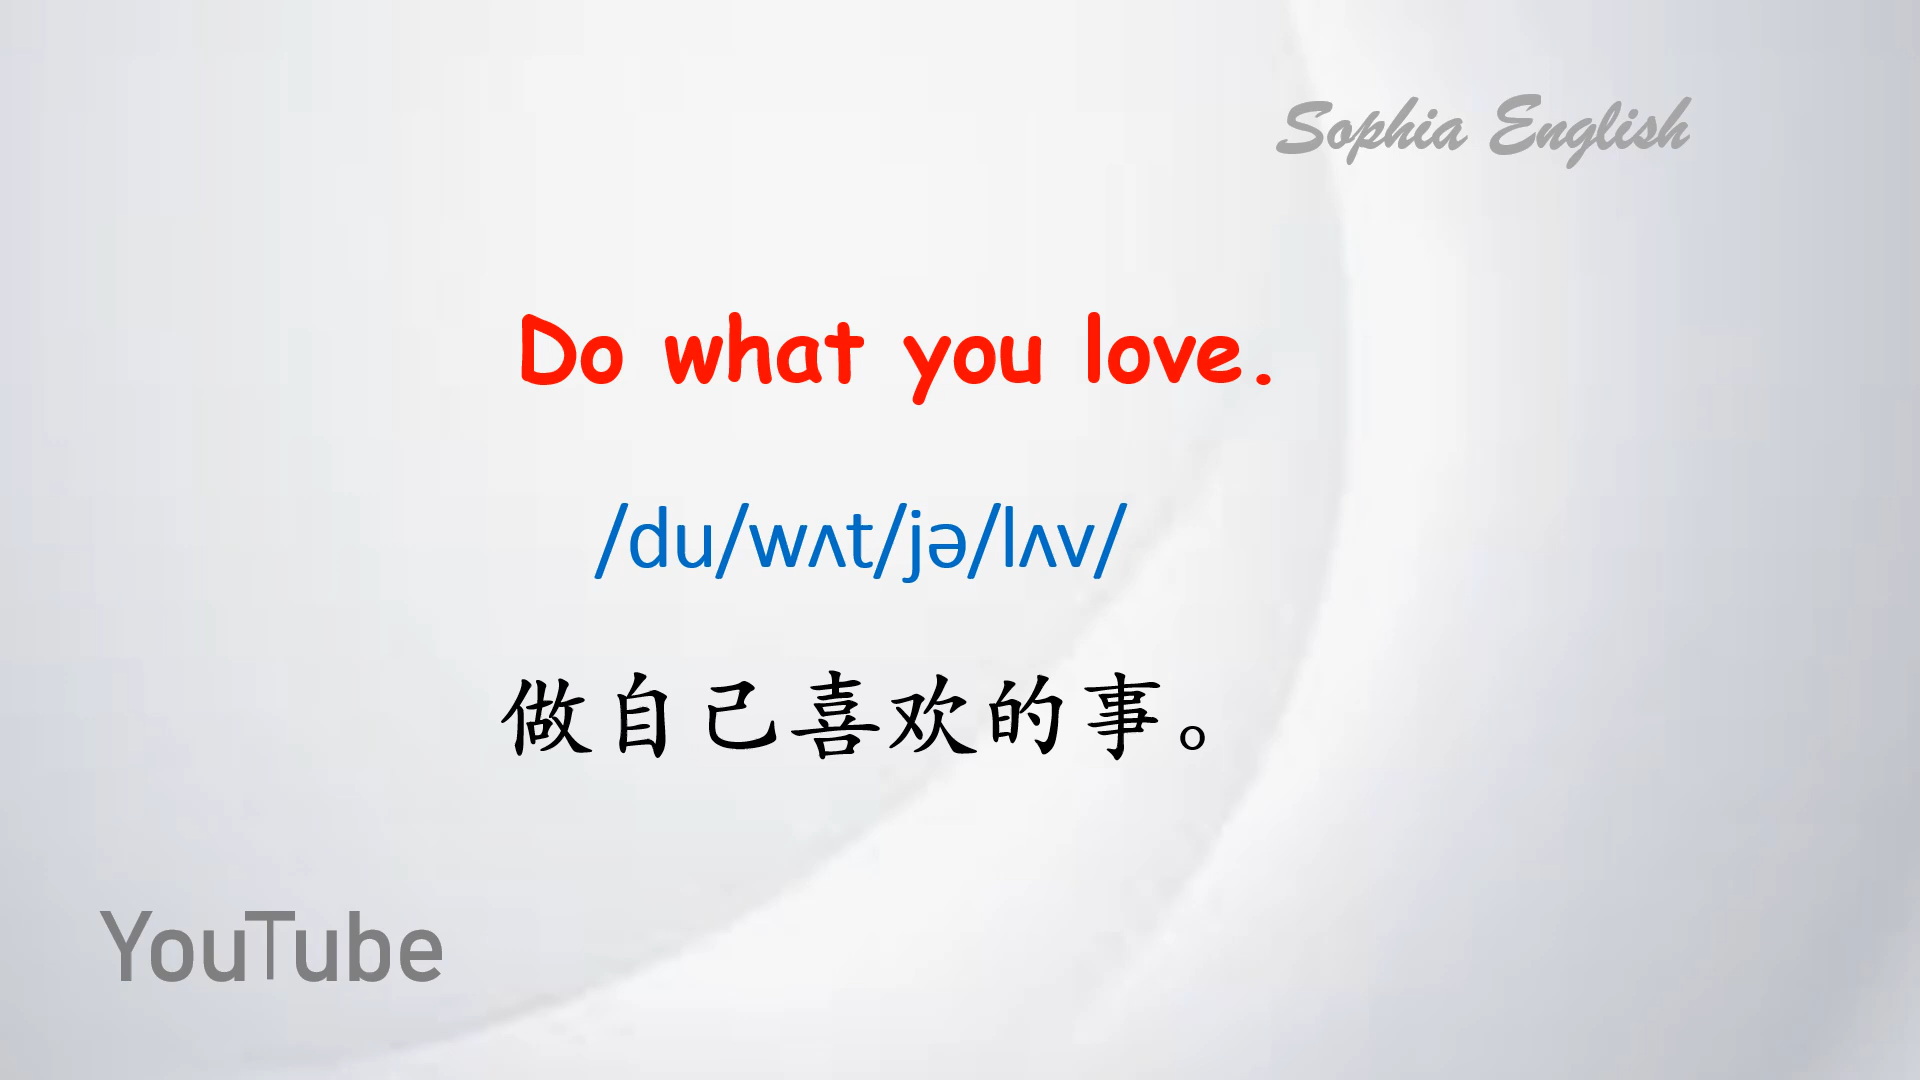 Sophia English
Do what you love.
/du/wʌt/jə/lʌv/
做自己喜欢的事。
YouTube